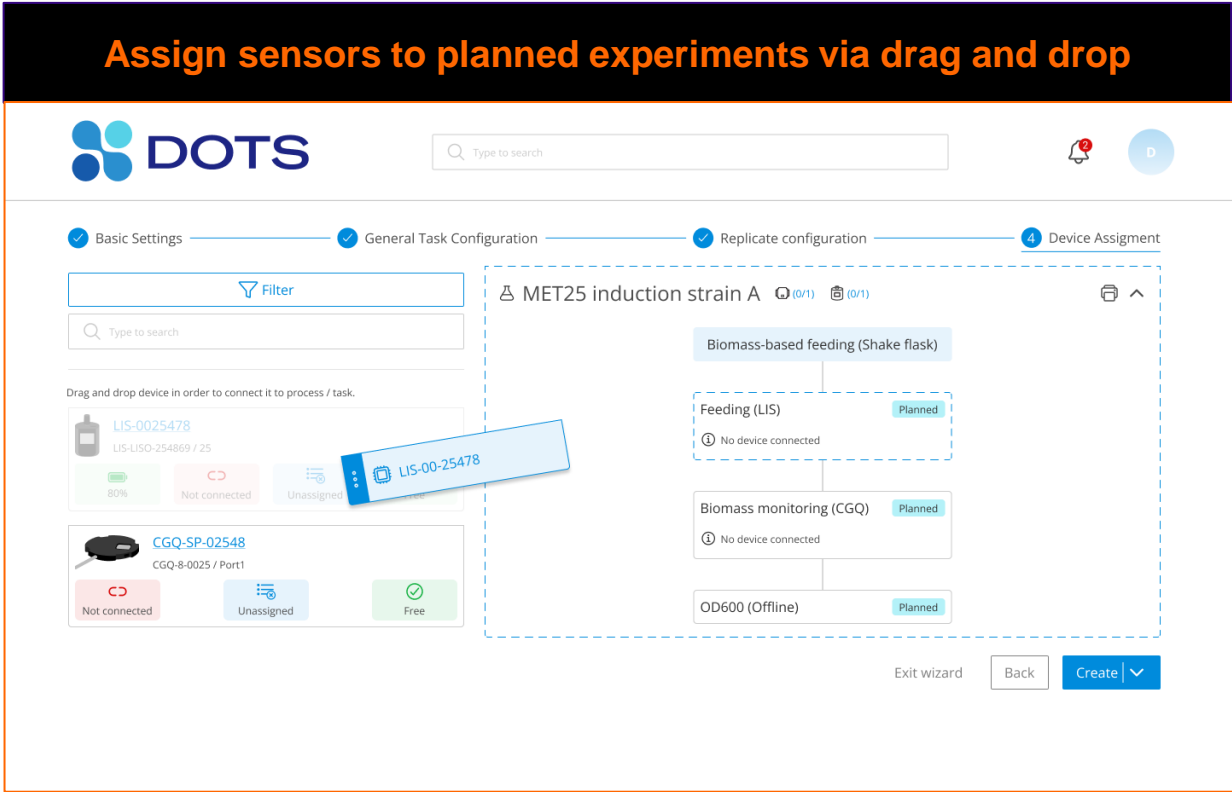 Assign sensors to planned experiments via drag and drop
DOTS
Type to search
2
D
Basic Settings
General Task Configuration
Replicate configuration
4
Device Assigment
Filter
Type to search
Drag and drop device in order to connect it to process / task.
LIS-0025478
LIS-LISO-254869 / 25
80%
Not connected
Unassigned
LIS-00-25478
CGQ-SP-02548
CGQ-8-0025 / Port1
Not connected
Unassigned
Free
MET25 induction strain A (0/1) (0/1)
Biomass-based feeding (Shake flask)
Feeding (LIS) Planned
No device connected
Biomass monitoring (CGQ) Planned
No device connected
OD600 (Offline) Planned
Exit wizard
Back
Create